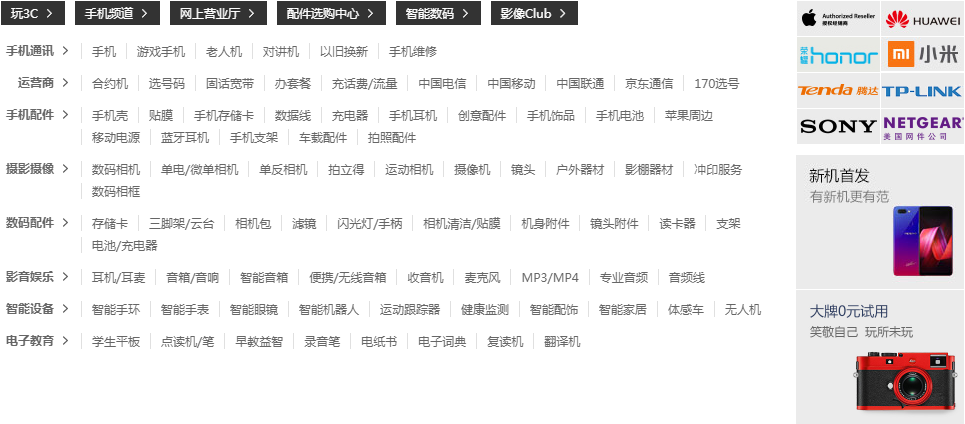 玩3C 手机频道 网上营业厅 配件选购中心 智能数码 影像Club
手机通讯 手机 游戏手机 老人机 对讲机 以旧换新 手机维修
运营商 合约机 选号码 固话宽带 办套餐 充话费/流量 中国电信 中国移动 中国联通 京东通信 170选号
手机配件 手机壳 贴膜 手机存储卡 数据线 充电器 手机耳机 创意配件 手机饰品 手机电池 苹果周边
移动电源 蓝牙耳机 手机支架 车载配件 拍照配件
摄影摄像 数码相机 单电/微单相机 单反相机 拍立得 运动相机 摄像机 镜头 户外器材 影棚器材 冲印服务
数码相框
数码配件 存储卡 三脚架/云台 相机包 滤镜 闪光灯/手柄 相机清洁/贴膜 机身附件 镜头附件 读卡器 支架
电池/充电器
影音娱乐 耳机/耳麦 音箱/音响 智能音箱 便携/无线音箱 收音机 麦克风 MP3/MP4 专业音频 音频线
智能设备 智能手环 智能手表 智能眼镜 智能机器人 运动跟踪器 健康监测 智能配饰 智能家居 体感车 无人机
电子教育 学生平板 点读机/笔 早教益智 录音笔 电纸书 电子词典 复读机 翻译机
Authorized Reseller
授权经销商
HUAWEI
荣耀 honor
MI 小米
Tenda 腾达
TP-LINK
SONY
NETGEAR
美国网件公司
新机首发
有新机更有范
大牌0元试用
笑敬自己 玩所未玩